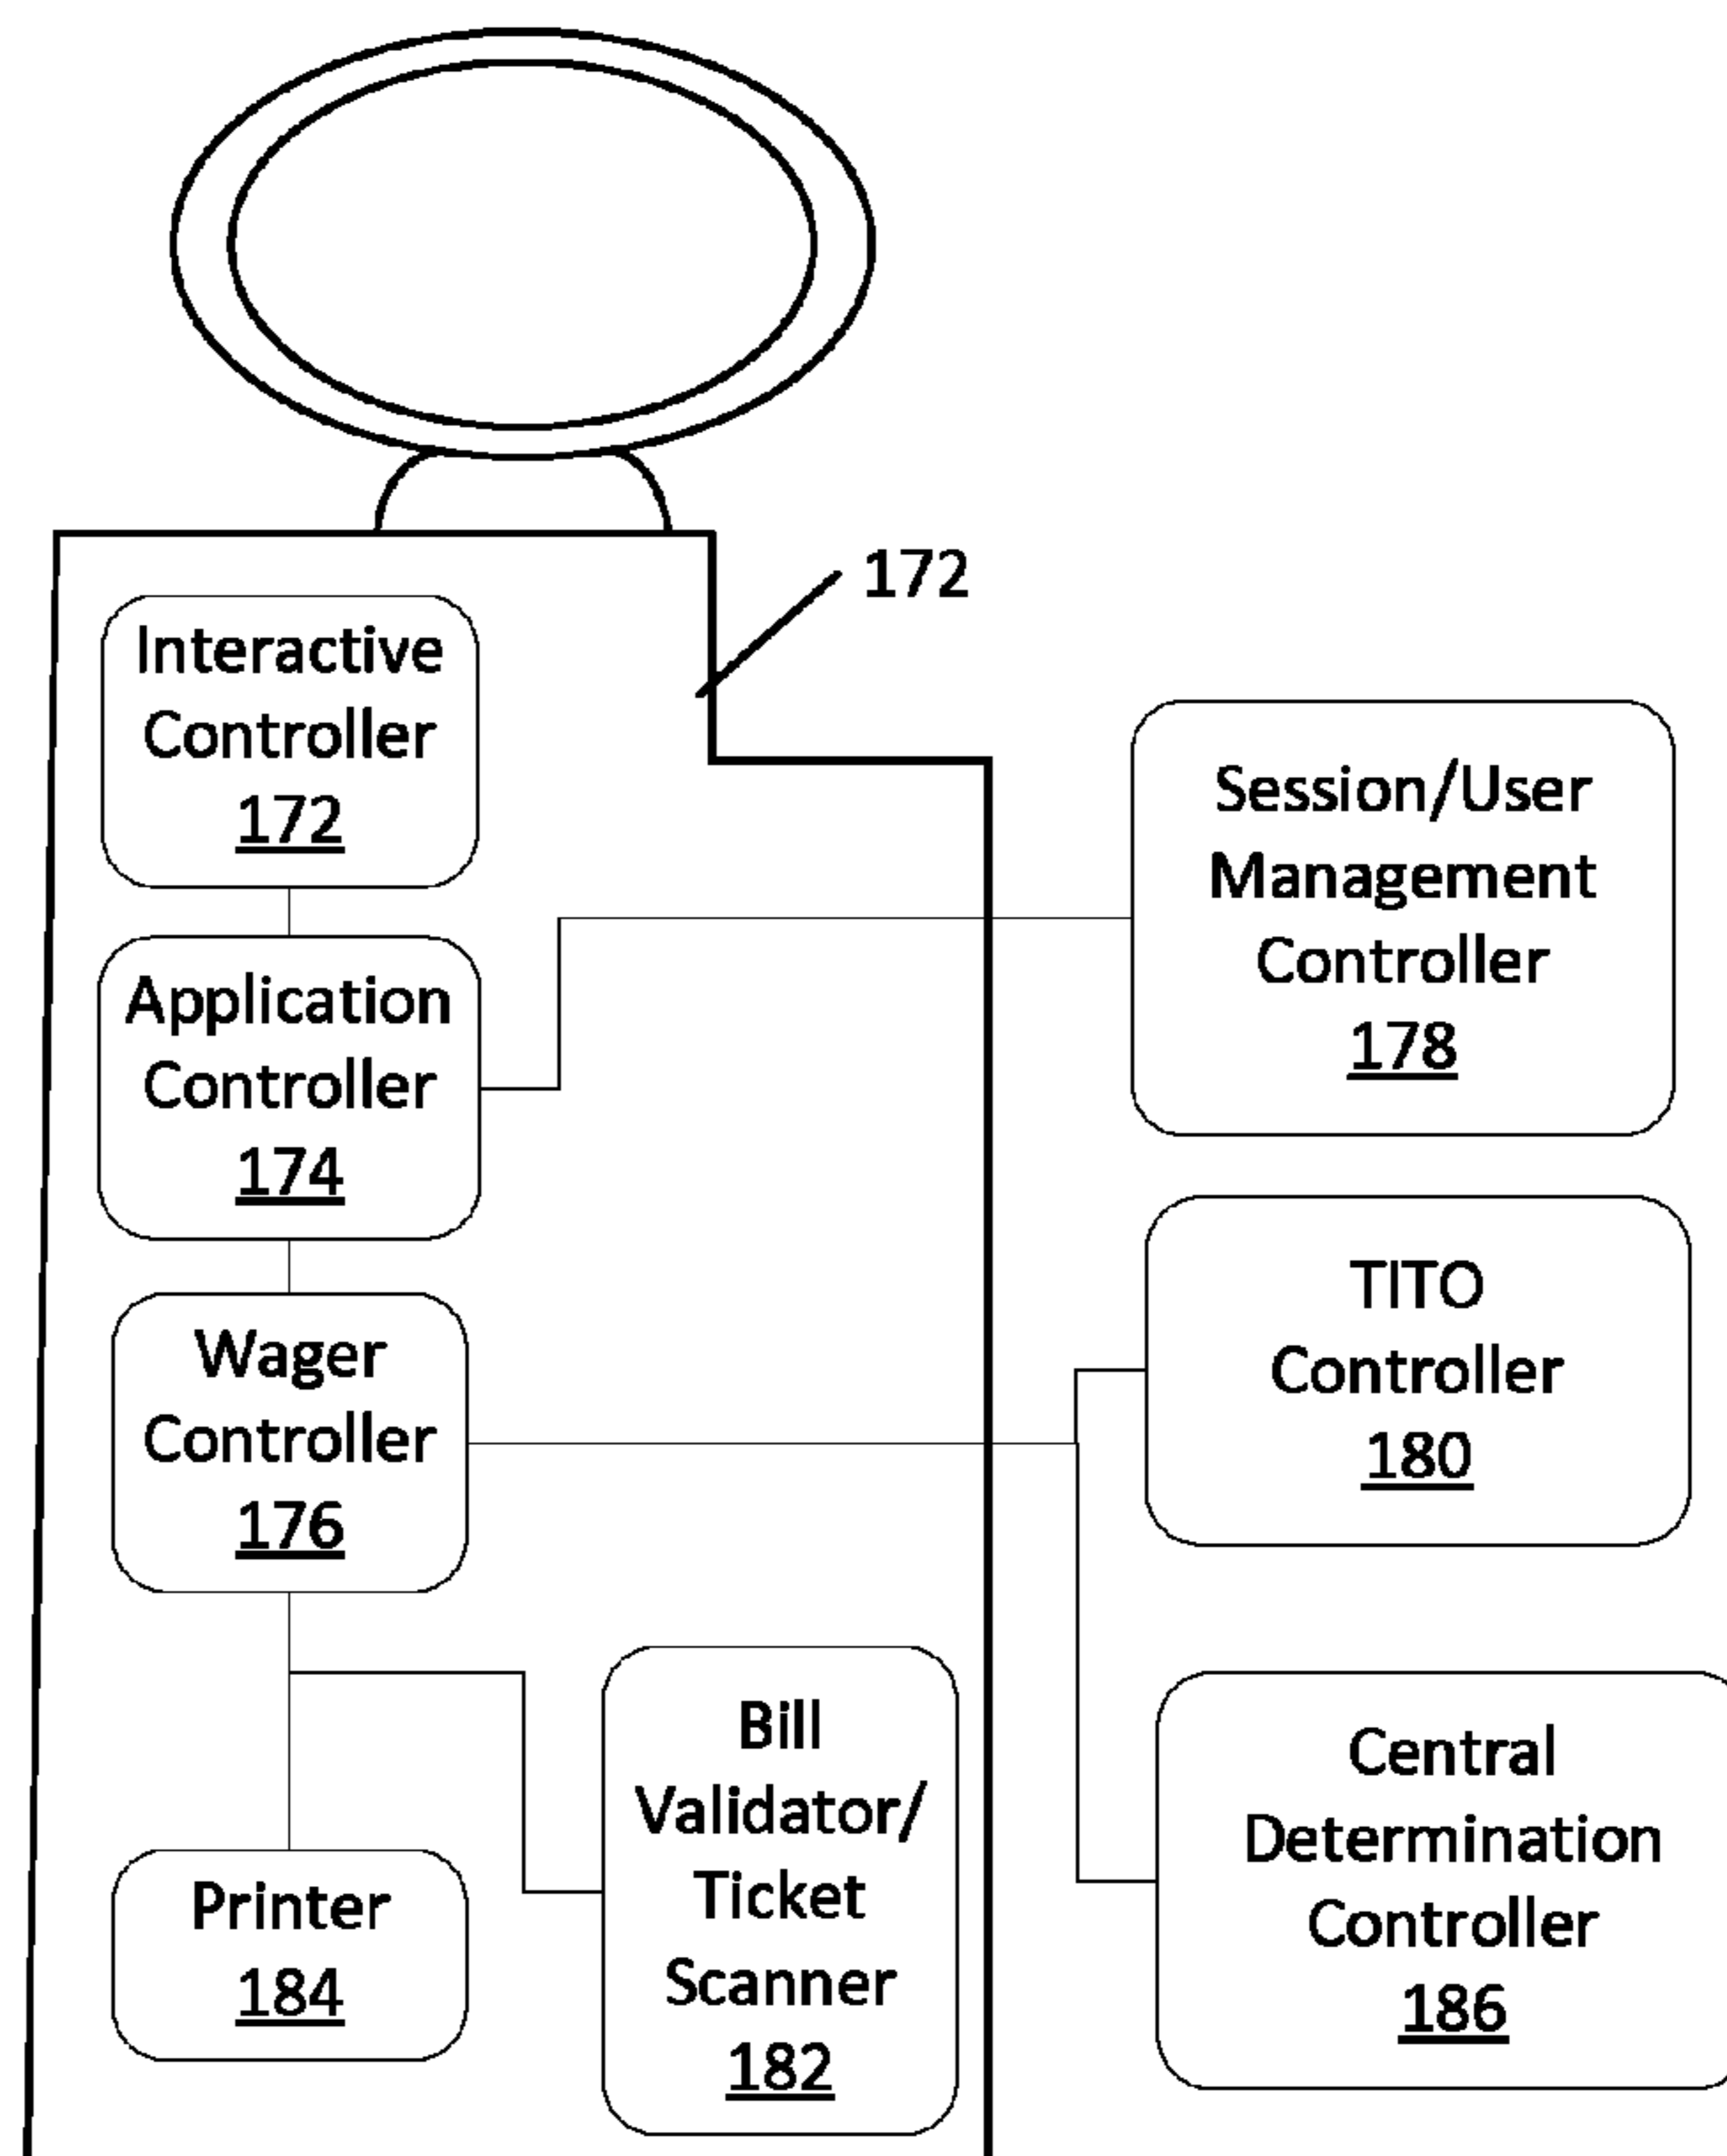 172
Interactive
Controller
172
Application
Controller
174
Wager
Controller
176
Printer
184
Bill
Validator/
Ticket
Scanner
182
Session/User
Management
Controller
178
TITO
Controller
180
Central
Determination
Controller
186